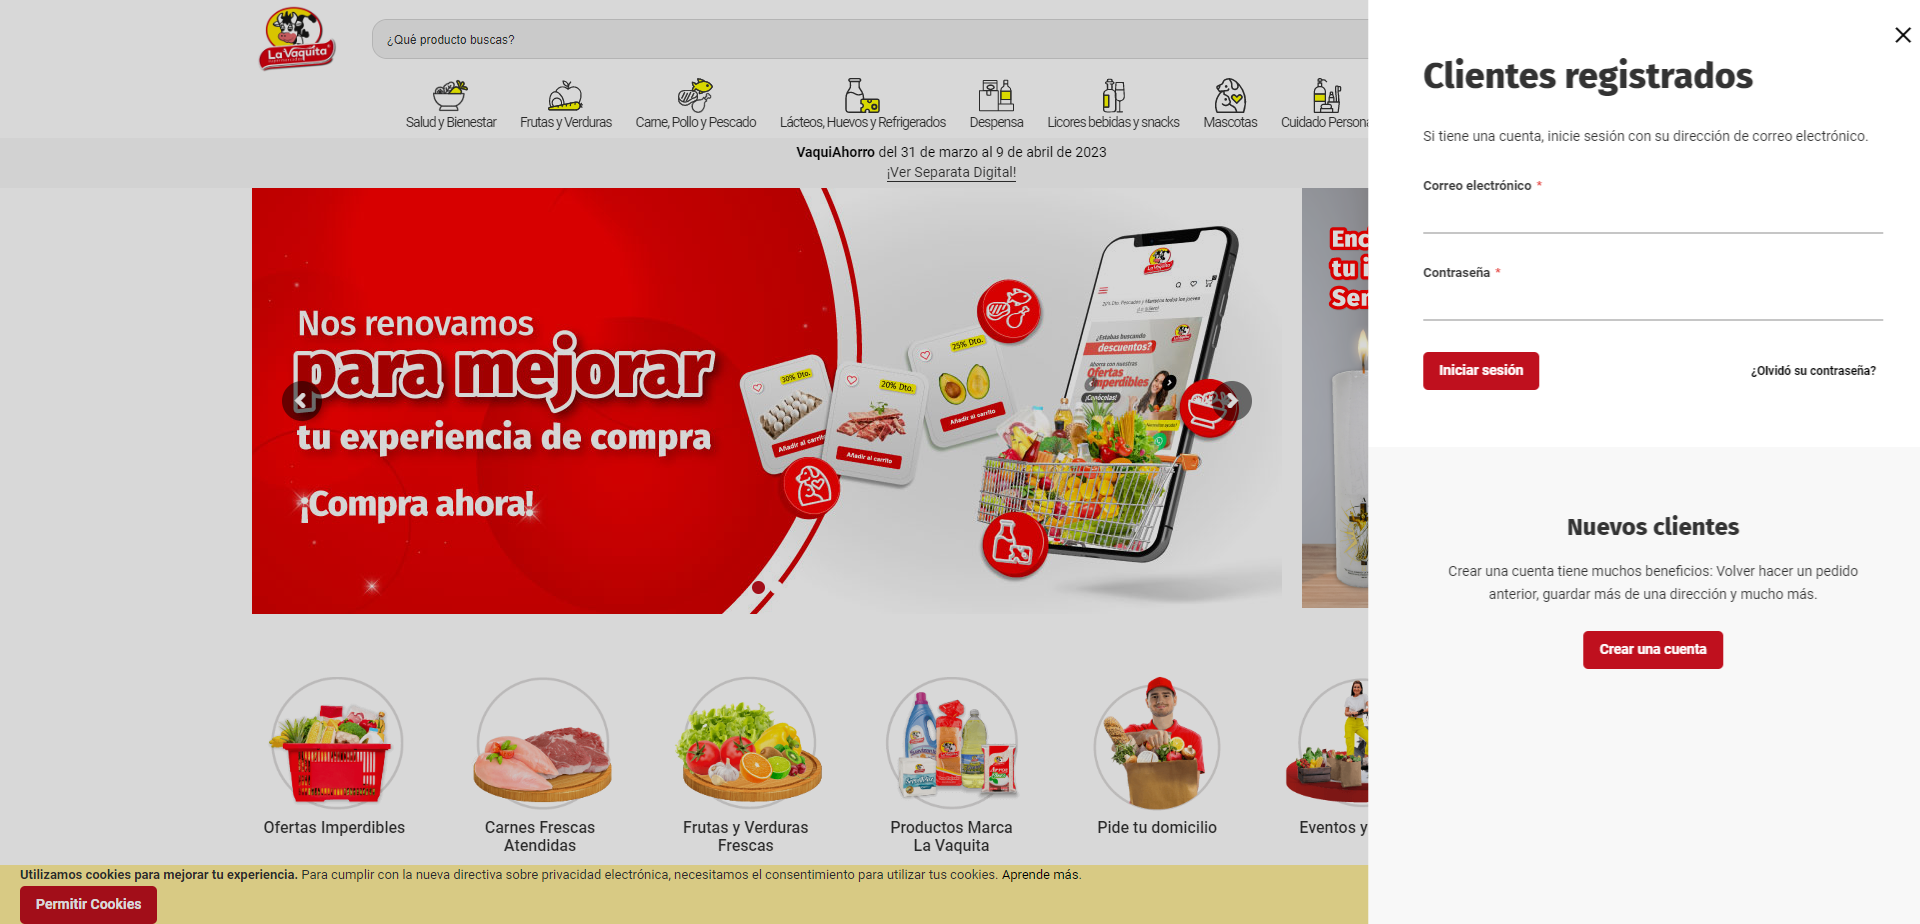 La Vaquita
¿Qué producto buscas?
Salud y Bienestar
Frutas y Verduras
Carne, Pollo y Pescado
Lácteos, Huevos y Refrigerados
Despensa
Licores bebidas y snacks
Mascotas
Cuidado Persona
VaquiAhorro del 31 de marzo al 9 de abril de 2023
¡Ver Separata Digital!
Nos renovamos
para mejorar
tu experiencia de compra
¡Compra ahora!
30% Dto.
Añadir al carrito
20% Dto.
Añadir al carrito
25% Dto.
Añadir al carrito
¿Estabas buscando
descuentos?
Ahorra con nuestras
Ofertas
imperdibles
¡Conócelas!
Enc
tu i
Ser
Ofertas Imperdibles
Carnes Frescas
Atendidas
Frutas y Verduras
Frescas
Productos Marca
La Vaquita
Pide tu domicilio
Eventos y
Utilizamos cookies para mejorar tu experiencia. Para cumplir con la nueva directiva sobre privacidad electrónica, necesitamos el consentimiento para utilizar tus cookies. Aprende más.
Permitir Cookies
Clientes registrados
Si tiene una cuenta, inicie sesión con su dirección de correo electrónico.
Correo electrónico *
Contraseña *
Iniciar sesión
¿Olvidó su contraseña?
Nuevos clientes
Crear una cuenta tiene muchos beneficios: Volver hacer un pedido
anterior, guardar más de una dirección y mucho más.
Crear una cuenta